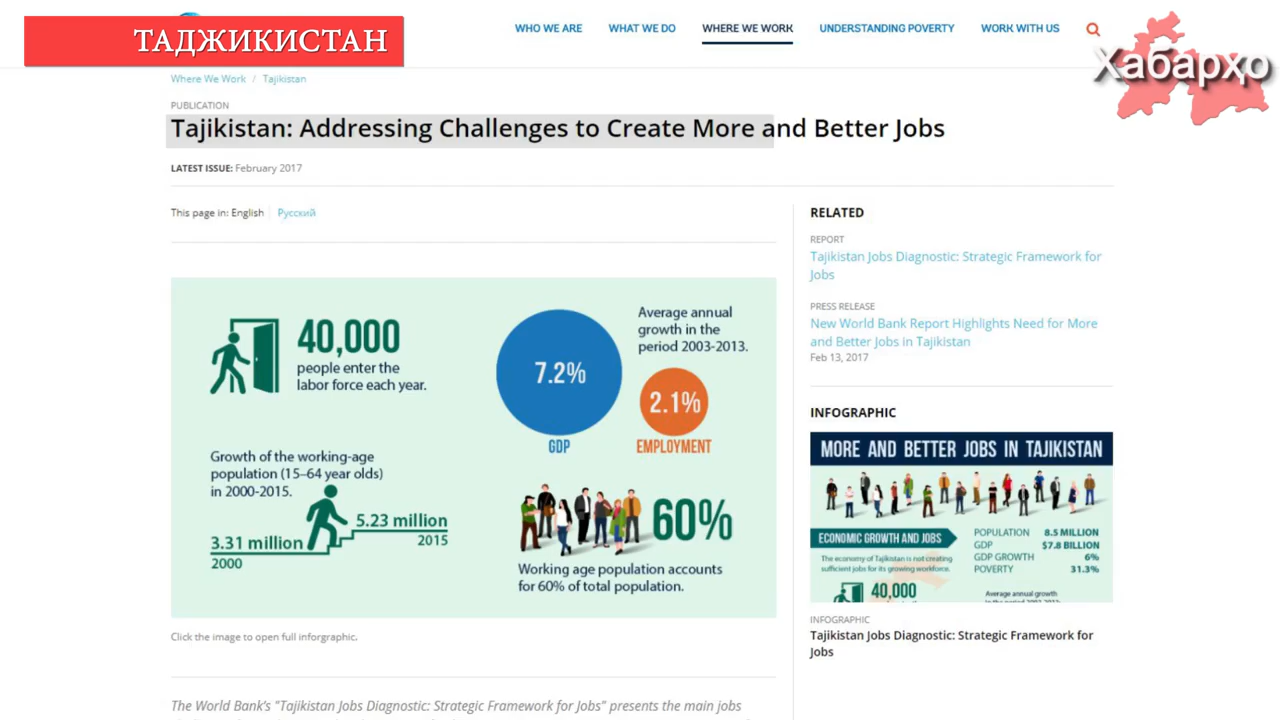 ТАДЖИКИСТАН
WHO WE ARE WHAT WE DO WHERE WE WORK UNDERSTANDING POVERTY WORK WITH US
Хабарҳо
Where We Work / Tajikistan
PUBLICATION
Tajikistan: Addressing Challenges to Create More and Better Jobs
LATEST ISSUE: February 2017
This page in: English Русский
40,000
people enter the
labor force each year.
7.2%
GDP
Average annual
growth in the
period 2003-2013.
2.1%
EMPLOYMENT
Growth of the working-age
population (15–64 year olds)
in 2000-2015.
5.23 million
2015
3.31 million
2000
60%
Working age population accounts
for 60% of total population.
Click the image to open full inforgraphic.
The World Bank's "Tajikistan Jobs Diagnostic: Strategic Framework for Jobs" presents the main jobs
RELATED
REPORT
Tajikistan Jobs Diagnostic: Strategic Framework for
Jobs
PRESS RELEASE
New World Bank Report Highlights Need for More
and Better Jobs in Tajikistan
Feb 13, 2017
INFOGRAPHIC
MORE AND BETTER JOBS IN TAJIKISTAN
ECONOMIC GROWTH AND JOBS
The economy of Tajikistan is not creating
sufficient jobs for its growing workforce.
40,000
POPULATION 8.5 MILLION
GDP $7.8 BILLION
GDP GROWTH 6%
POVERTY 31.3%
Average annual growth
INFOGRAPHIC
Tajikistan Jobs Diagnostic: Strategic Framework for
Jobs